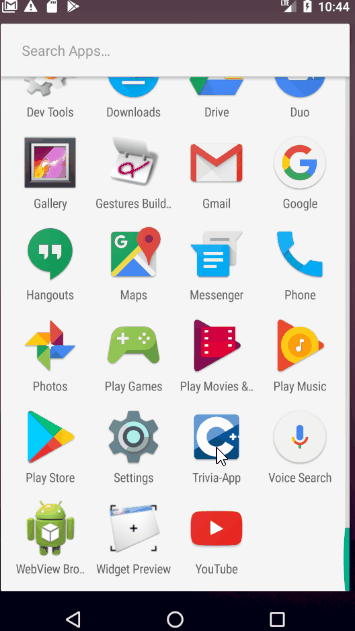 LTE 10:44
Search Apps...
Dev Tools Downloads Drive Duo
Gallery Gestures Build.. Gmail Google
Hangouts Maps Messenger Phone
Photos Play Games Play Movies &.. Play Music
Play Store Settings Trivia-App Voice Search
WebView Bro.. Widget Preview YouTube